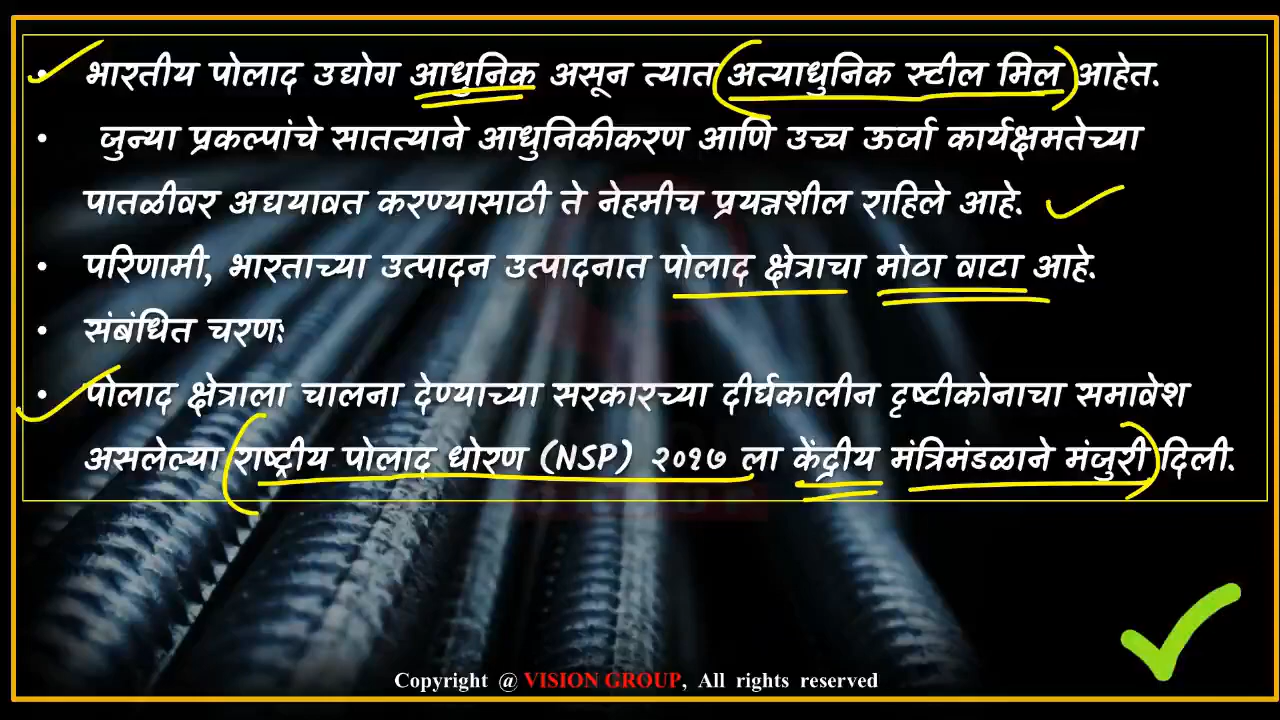 • भारतीय पोलाद उद्योग आधुनिक असून त्यात अत्याधुनिक स्टील मिल आहेत.
• जुन्या प्रकल्पांचे सातत्याने आधुनिकीकरण आणि उच्च ऊर्जा कार्यक्षमतेच्या
पातळीवर अद्ययावत करण्यासाठी ते नेहमीच प्रयत्नशील राहिले आहे.
• परिणामी, भारताच्या उत्पादन उत्पादनात पोलाद क्षेत्राचा मोठा वाटा आहे.
• संबंधित चरणः
• पोलाद क्षेत्राला चालना देण्याच्या सरकारच्या दीर्घकालीन दृष्टीकोनाचा समावेश
असलेल्या राष्ट्रीय पोलाद धोरण (NSP) २०१७ ला केंद्रीय मंत्रिमंडळाने मंजुरी दिली.
Copyright @ VISION GROUP, All rights reserved